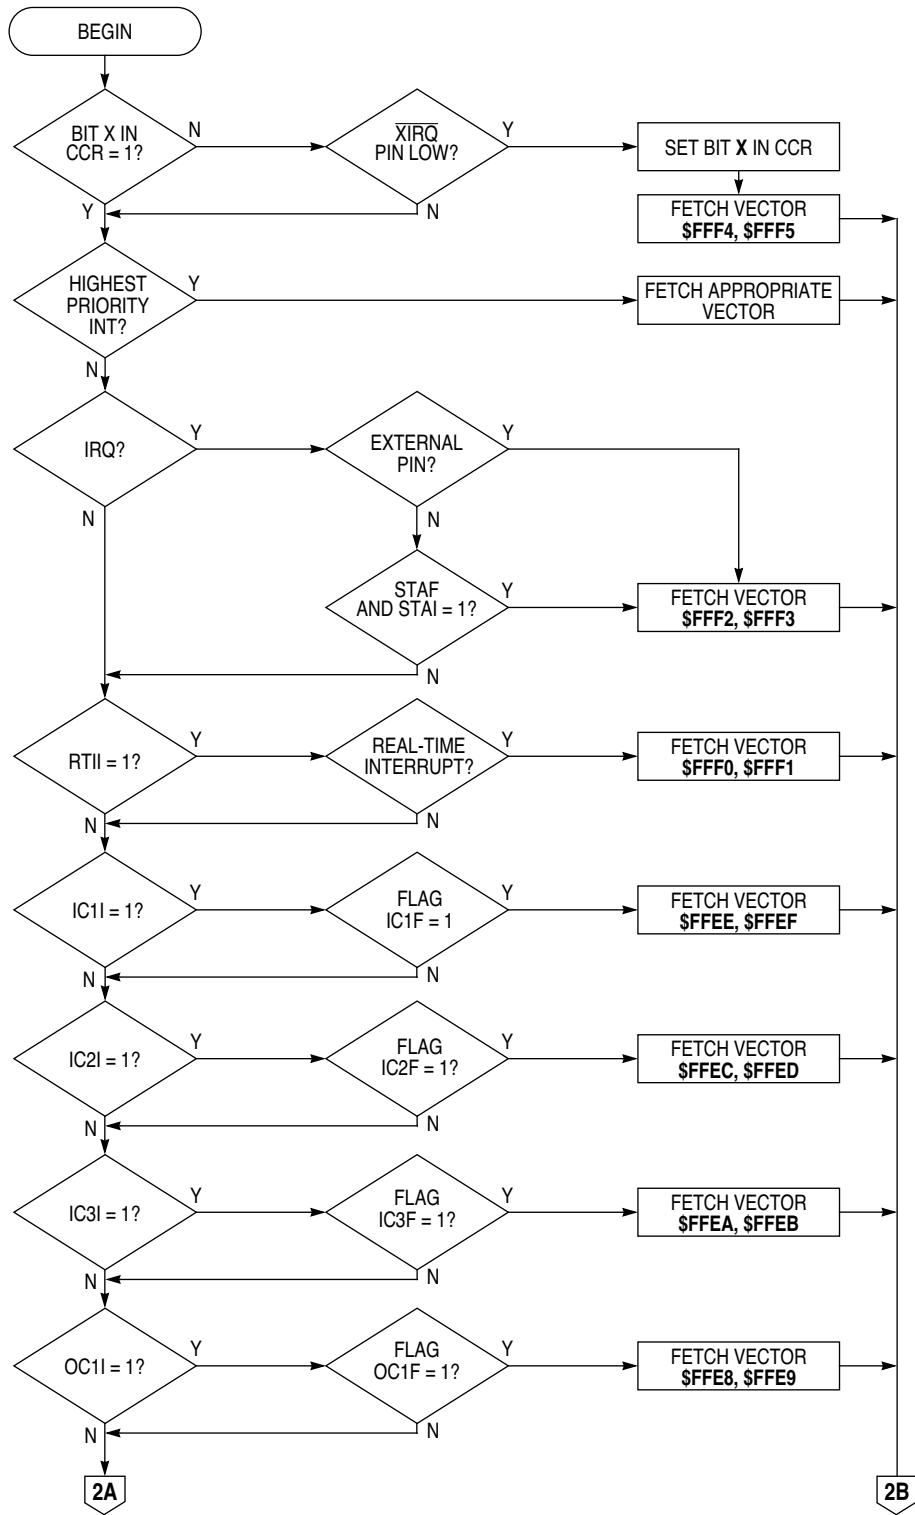 BEGIN
BIT X IN
CCR = 1?
N
Y
XIRQ
PIN LOW?
Y
N
SET BIT X IN CCR
FETCH VECTOR
$FFF4, $FFF5
HIGHEST
PRIORITY
INT?
Y
N
FETCH APPROPRIATE
VECTOR
IRQ?
Y
N
EXTERNAL
PIN?
Y
N
STAF
AND STAI = 1?
Y
N
FETCH VECTOR
$FFF2, $FFF3
RTII = 1?
Y
N
REAL-TIME
INTERRUPT?
Y
N
FETCH VECTOR
$FFF0, $FFF1
IC1I = 1?
Y
N
FLAG
IC1F = 1
Y
N
FETCH VECTOR
$FFEE, $FFEF
IC2I = 1?
Y
N
FLAG
IC2F = 1?
Y
N
FETCH VECTOR
$FFEC, $FFED
IC3I = 1?
Y
N
FLAG
IC3F = 1?
Y
N
FETCH VECTOR
$FFEA, $FFEB
OC1I = 1?
Y
N
FLAG
OC1F = 1?
Y
N
FETCH VECTOR
$FFE8, $FFE9
2A
2B